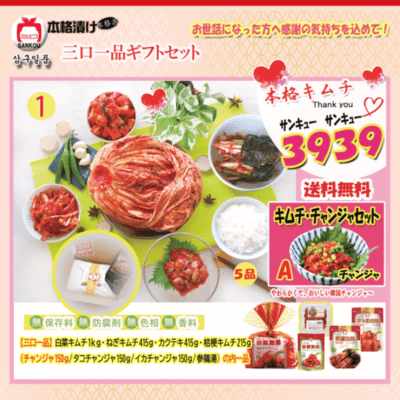 三口
SANKOU
삼구일품
本格漬け
三口一品ギフトセット
お世話になった方へ感謝の気持ちを込めて!
1
本格キムチ
Thank you
サンキュー サンキュー
3939
送料無料
キムチ・チャンジャセット
A
チャンジャ
やわらかくて、おいしい韓国チャンジャ〜
5品
無保存料 無防腐剤 無色相 無香料
【三口一品】白菜キムチ1kg・ねぎキムチ415g・カクテキ415g・桔梗キムチ215g
(チャンジャ150g/タコチャンジャ150g/イカチャンジャ150g/参鶏湯)の内一品